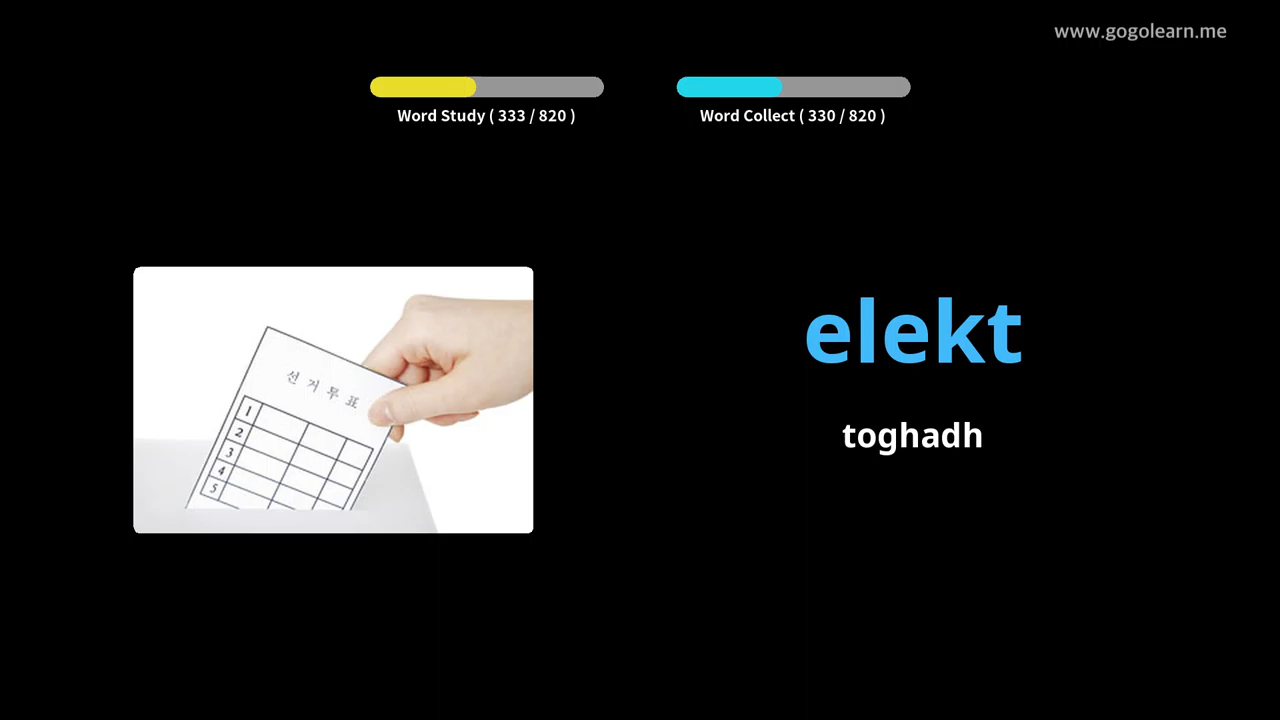 www.gogolearn.me
Word Study ( 333 / 820 )
Word Collect ( 330 / 820 )
선거투표
1
2
3
4
5
elekt
toghadh